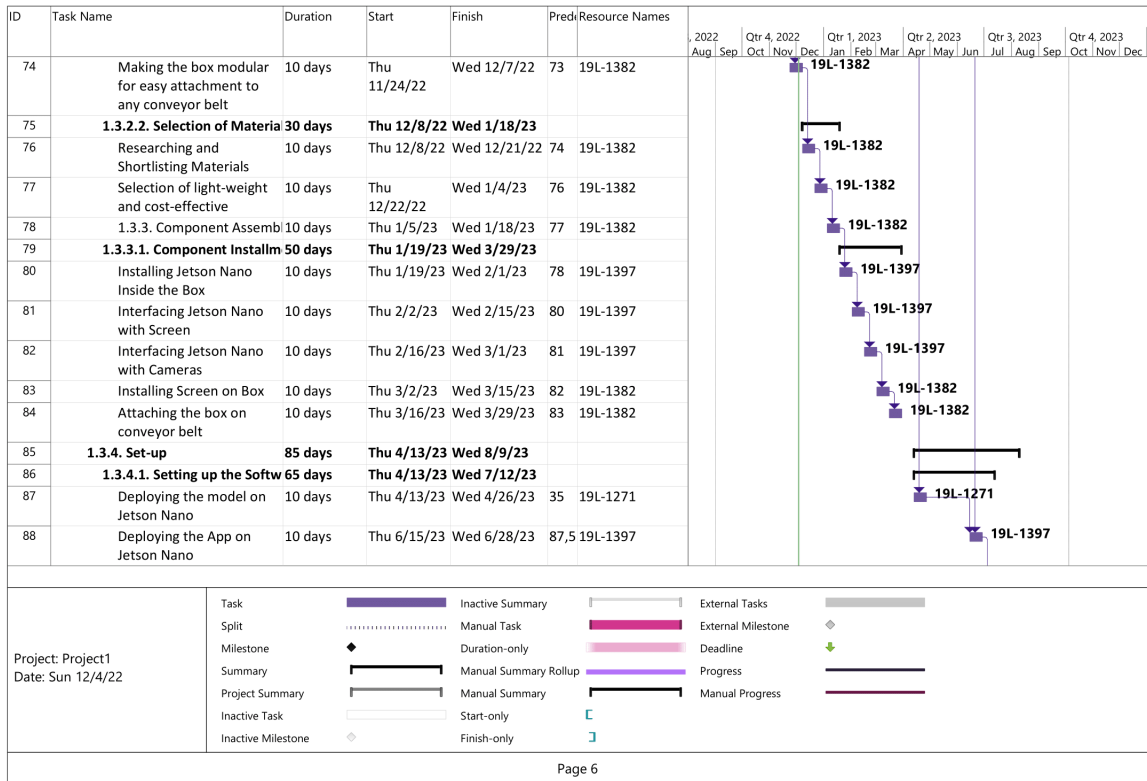 ID Task Name Duration Start Finish Prede Resource Names
, 2022 Qtr 4, 2022 Qtr 1, 2023 Qtr 2, 2023 Qtr 3, 2023 Qtr 4, 2023
Aug Sep Oct Nov Dec Jan Feb Mar Apr May Jun Jul Aug Sep Oct Nov Dec
74 Making the box modular 10 days Thu Wed 12/7/22 73 19L-1382 19L-1382
for easy attachment to 11/24/22
any conveyor belt
75 1.3.2.2. Selection of Materia 30 days Thu 12/8/22 Wed 1/18/23
76 Researching and 10 days Thu 12/8/22 Wed 12/21/22 74 19L-1382 19L-1382
Shortlisting Materials
77 Selection of light-weight 10 days Thu Wed 1/4/23 76 19L-1382 19L-1382
and cost-effective 12/22/22
78 1.3.3. Component Assembl 10 days Thu 1/5/23 Wed 1/18/23 77 19L-1382 19L-1382
79 1.3.3.1. Component Installm 50 days Thu 1/19/23 Wed 3/29/23
80 Installing Jetson Nano 10 days Thu 1/19/23 Wed 2/1/23 78 19L-1397 19L-1397
Inside the Box
81 Interfacing Jetson Nano 10 days Thu 2/2/23 Wed 2/15/23 80 19L-1397 19L-1397
with Screen
82 Interfacing Jetson Nano 10 days Thu 2/16/23 Wed 3/1/23 81 19L-1397 19L-1397
with Cameras
83 Installing Screen on Box 10 days Thu 3/2/23 Wed 3/15/23 82 19L-1382 19L-1382
84 Attaching the box on 10 days Thu 3/16/23 Wed 3/29/23 83 19L-1382 19L-1382
conveyor belt
85 1.3.4. Set-up 85 days Thu 4/13/23 Wed 8/9/23
86 1.3.4.1. Setting up the Softw 65 days Thu 4/13/23 Wed 7/12/23
87 Deploying the model on 10 days Thu 4/13/23 Wed 4/26/23 35 19L-1271 19L-1271
Jetson Nano
88 Deploying the App on 10 days Thu 6/15/23 Wed 6/28/23 87,5 19L-1397 19L-1397
Jetson Nano
Project: Project1
Date: Sun 12/4/22
Task
Split
Milestone
Summary
Project Summary
Inactive Task
Inactive Milestone
Inactive Summary
Manual Task
Duration-only
Manual Summary Rollup
Manual Summary
Start-only
Finish-only
External Tasks
External Milestone
Deadline
Progress
Manual Progress
Page 6